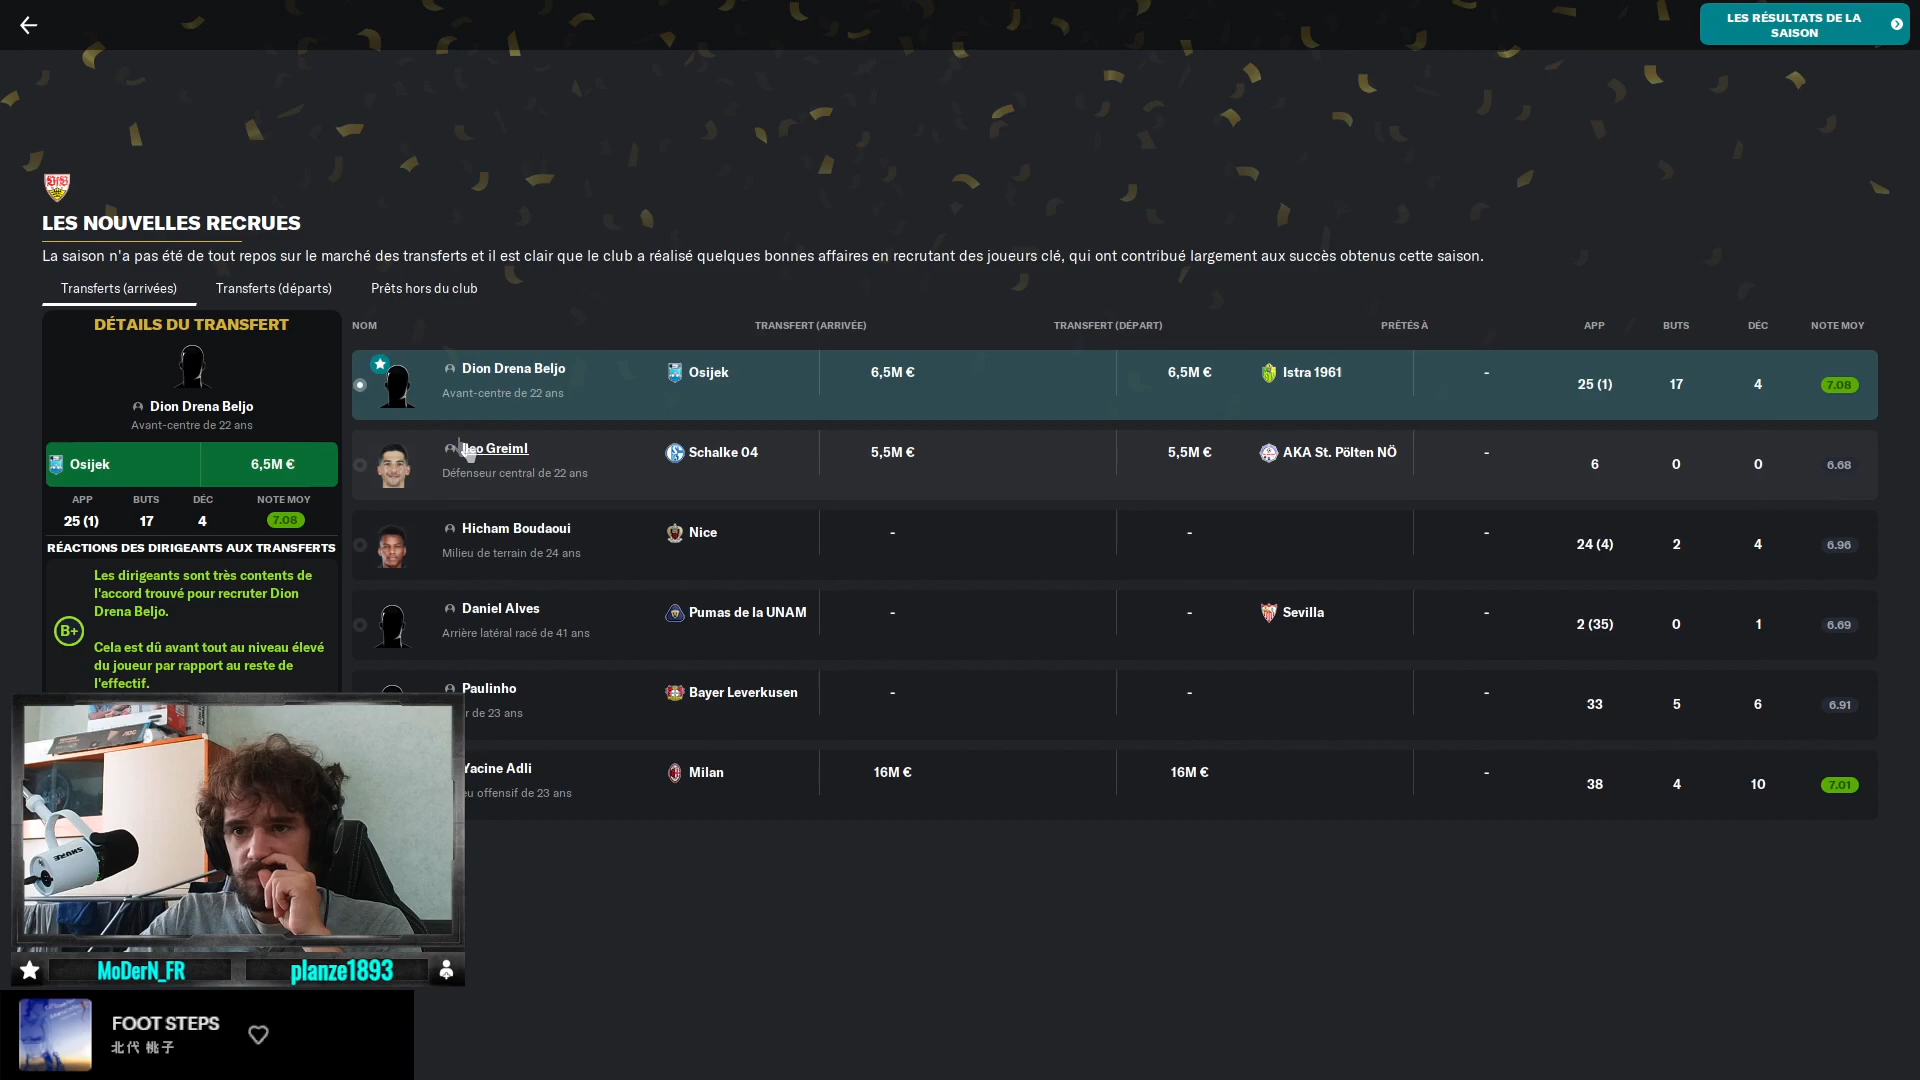 LES RÉSULTATS DE LA
SAISON
LES NOUVELLES RECRUES
La saison n'a pas été de tout repos sur le marché des transferts et il est clair que le club a réalisé quelques bonnes affaires en recrutant des joueurs clé, qui ont contribué largement aux succès obtenus cette saison.
Transferts (arrivées) Transferts (départs) Prêts hors du club
DÉTAILS DU TRANSFERT
Dion Drena Beljo
Avant-centre de 22 ans
Osijek 6,5M €
APP BUTS DÉC NOTE MOY
25 (1) 17 4 7.08
RÉACTIONS DES DIRIGEANTS AUX TRANSFERTS
B+
Les dirigeants sont très contents de
l'accord trouvé pour recruter Dion
Drena Beljo.
Cela est dû avant tout au niveau élevé
du joueur par rapport au reste de
l'effectif.
NOM TRANSFERT (ARRIVÉE) TRANSFERT (DÉPART) PRÊTÉS À APP BUTS DÉC NOTE MOY
Dion Drena Beljo Osijek 6,5M € 6,5M € Istra 1961 - 25 (1) 17 4 7.08
Avant-centre de 22 ans
Leo Greiml Schalke 04 5,5M € 5,5M € AKA St. Pölten NÖ - 6 0 0 6.68
Défenseur central de 22 ans
Hicham Boudaoui Nice - - - 24 (4) 2 4 6.96
Milieu de terrain de 24 ans
Daniel Alves Pumas de la UNAM - - Sevilla - 2 (35) 0 1 6.69
Arrière latéral racé de 41 ans
Paulinho Bayer Leverkusen - - - 33 5 6 6.91
r de 23 ans
Yacine Adli Milan 16M € 16M € - 38 4 10 7.01
eu offensif de 23 ans
SHURE
MoDerN_FR planze1893
FOOT STEPS
北代 桃子